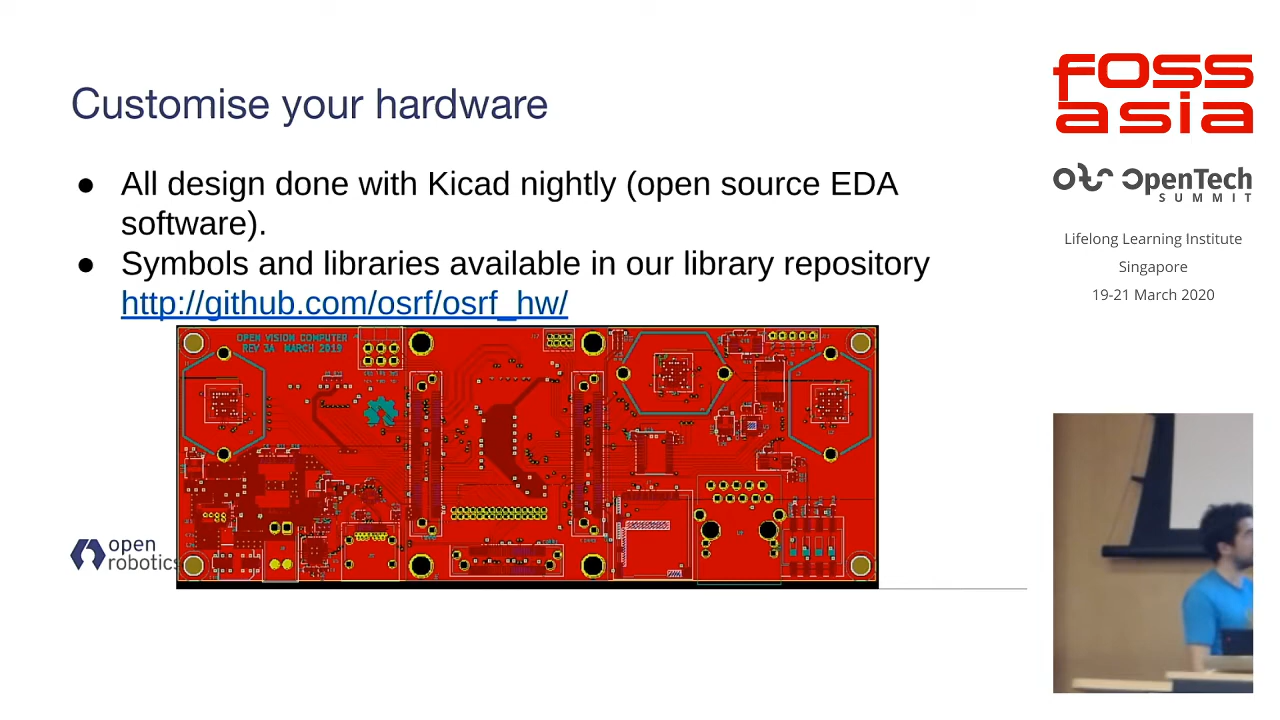 Customise your hardware
● All design done with Kicad nightly (open source EDA
software).
● Symbols and libraries available in our library repository
http://github.com/osrf/osrf_hw/
OPEN VISION COMPUTER
REV 3A MARCH 2019
open
robotics
FOSS
asia
OpenTech
SUMMIT
Lifelong Learning Institute
Singapore
19-21 March 2020